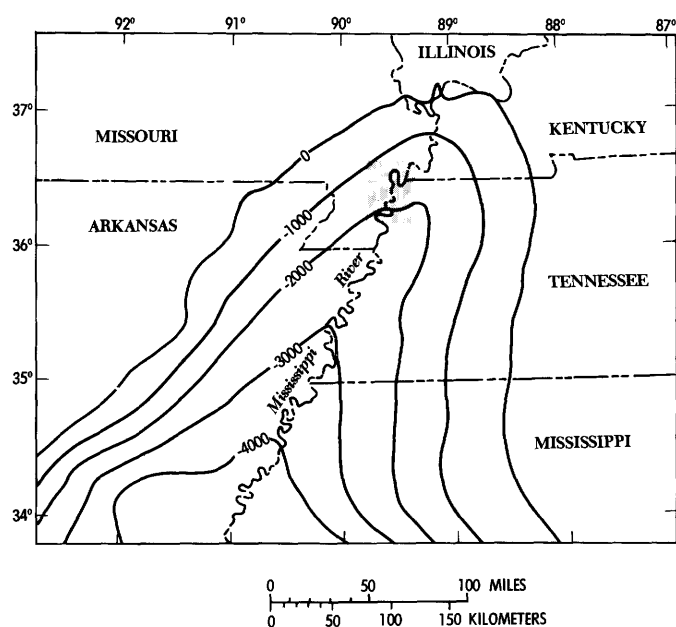 92° 91° 90° 89° 88° 87°
ILLINOIS
37°
MISSOURI
KENTUCKY
0
ARKANSAS
-1000
36°
-2000
River
TENNESSEE
-3000
35°
Mississippi
-4000
MISSISSIPPI
34°
0 50 100 MILES
0 50 100 150 KILOMETERS